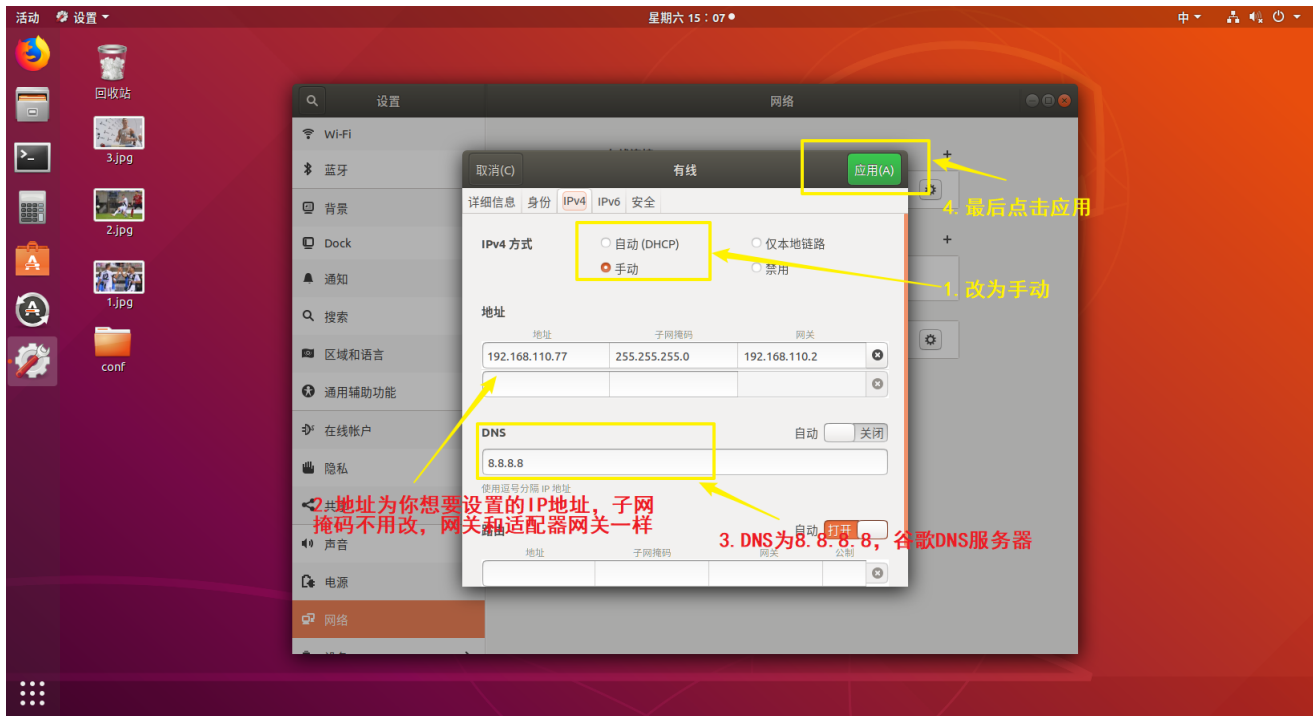 活动 设置
星期六 15：07
中
回收站
3.jpg
2.jpg
1.jpg
conf
设置
网络
Wi-Fi
蓝牙
背景
Dock
通知
搜索
区域和语言
通用辅助功能
在线帐户
隐私
声音
电源
网络
取消(C)
有线
应用(A)
详细信息 身份 IPv4 IPv6 安全
IPv4 方式
自动 (DHCP)
仅本地链路
手动
禁用
地址
地址 子网掩码 网关
192.168.110.77 255.255.255.0 192.168.110.2
DNS
自动 关闭
8.8.8.8
使用逗号分隔 IP 地址
路由
自动 打开
地址 子网掩码 网关 公制
4. 最后点击应用
1. 改为手动
2 地址为你想要设置的IP地址，子网
掩码不用改，网关和适配器网关一样
3. DNS为8.8.8.8，谷歌DNS服务器